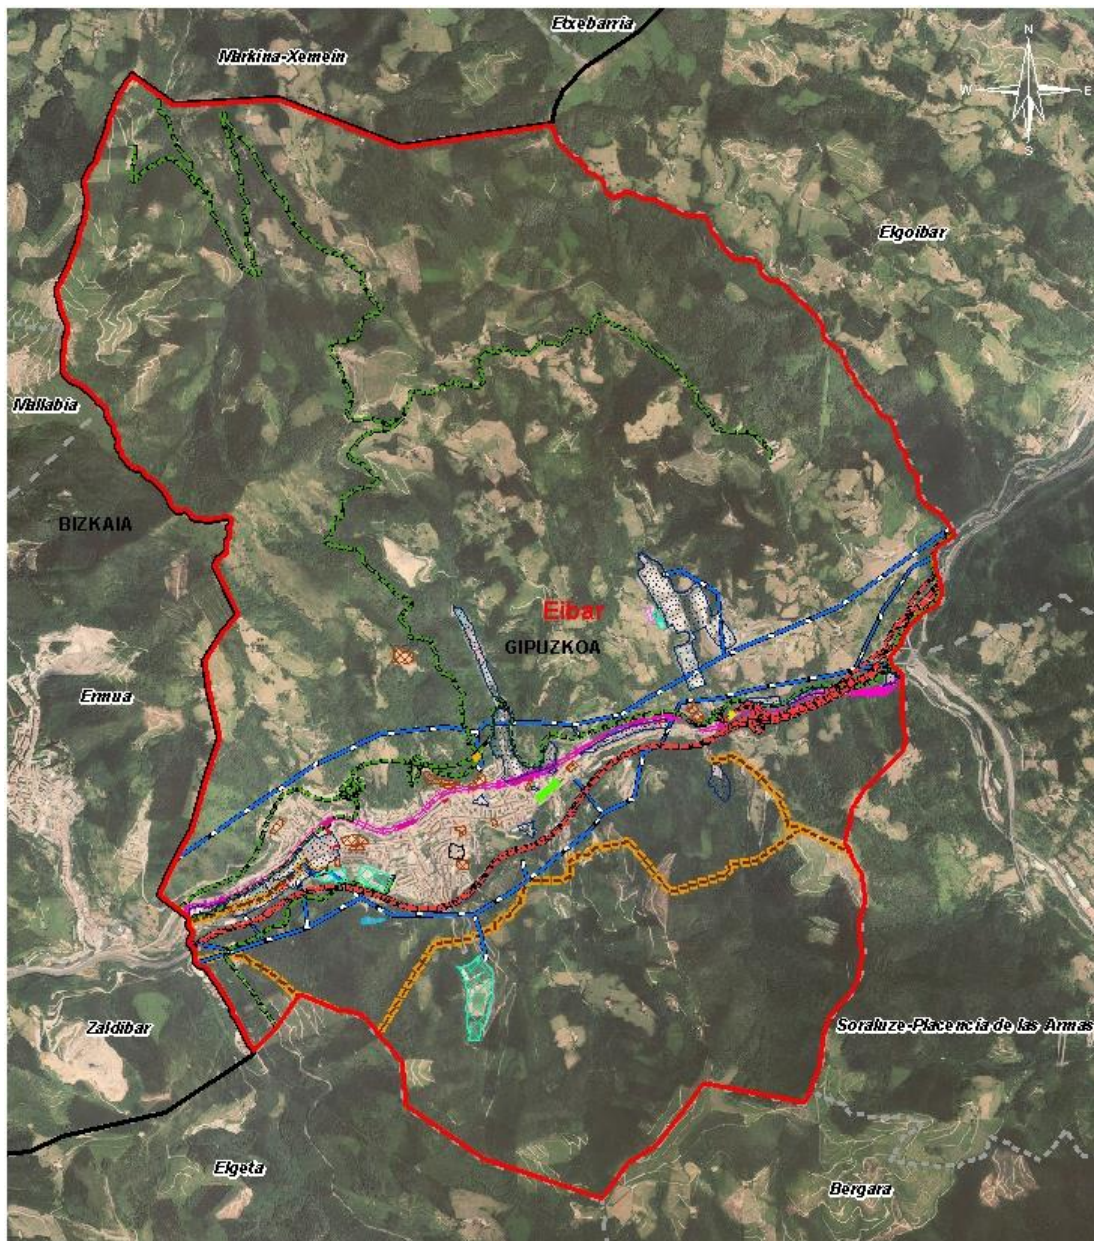 Etxebarria
Markina-Xemein
N
W
E
S
Elgoibar
Mallabia
BIZKAIA
Eibar
GIPUZKOA
Ermua
Zaldibar
Soraluze-Placencia de las Armas
Elgeta
Bergara